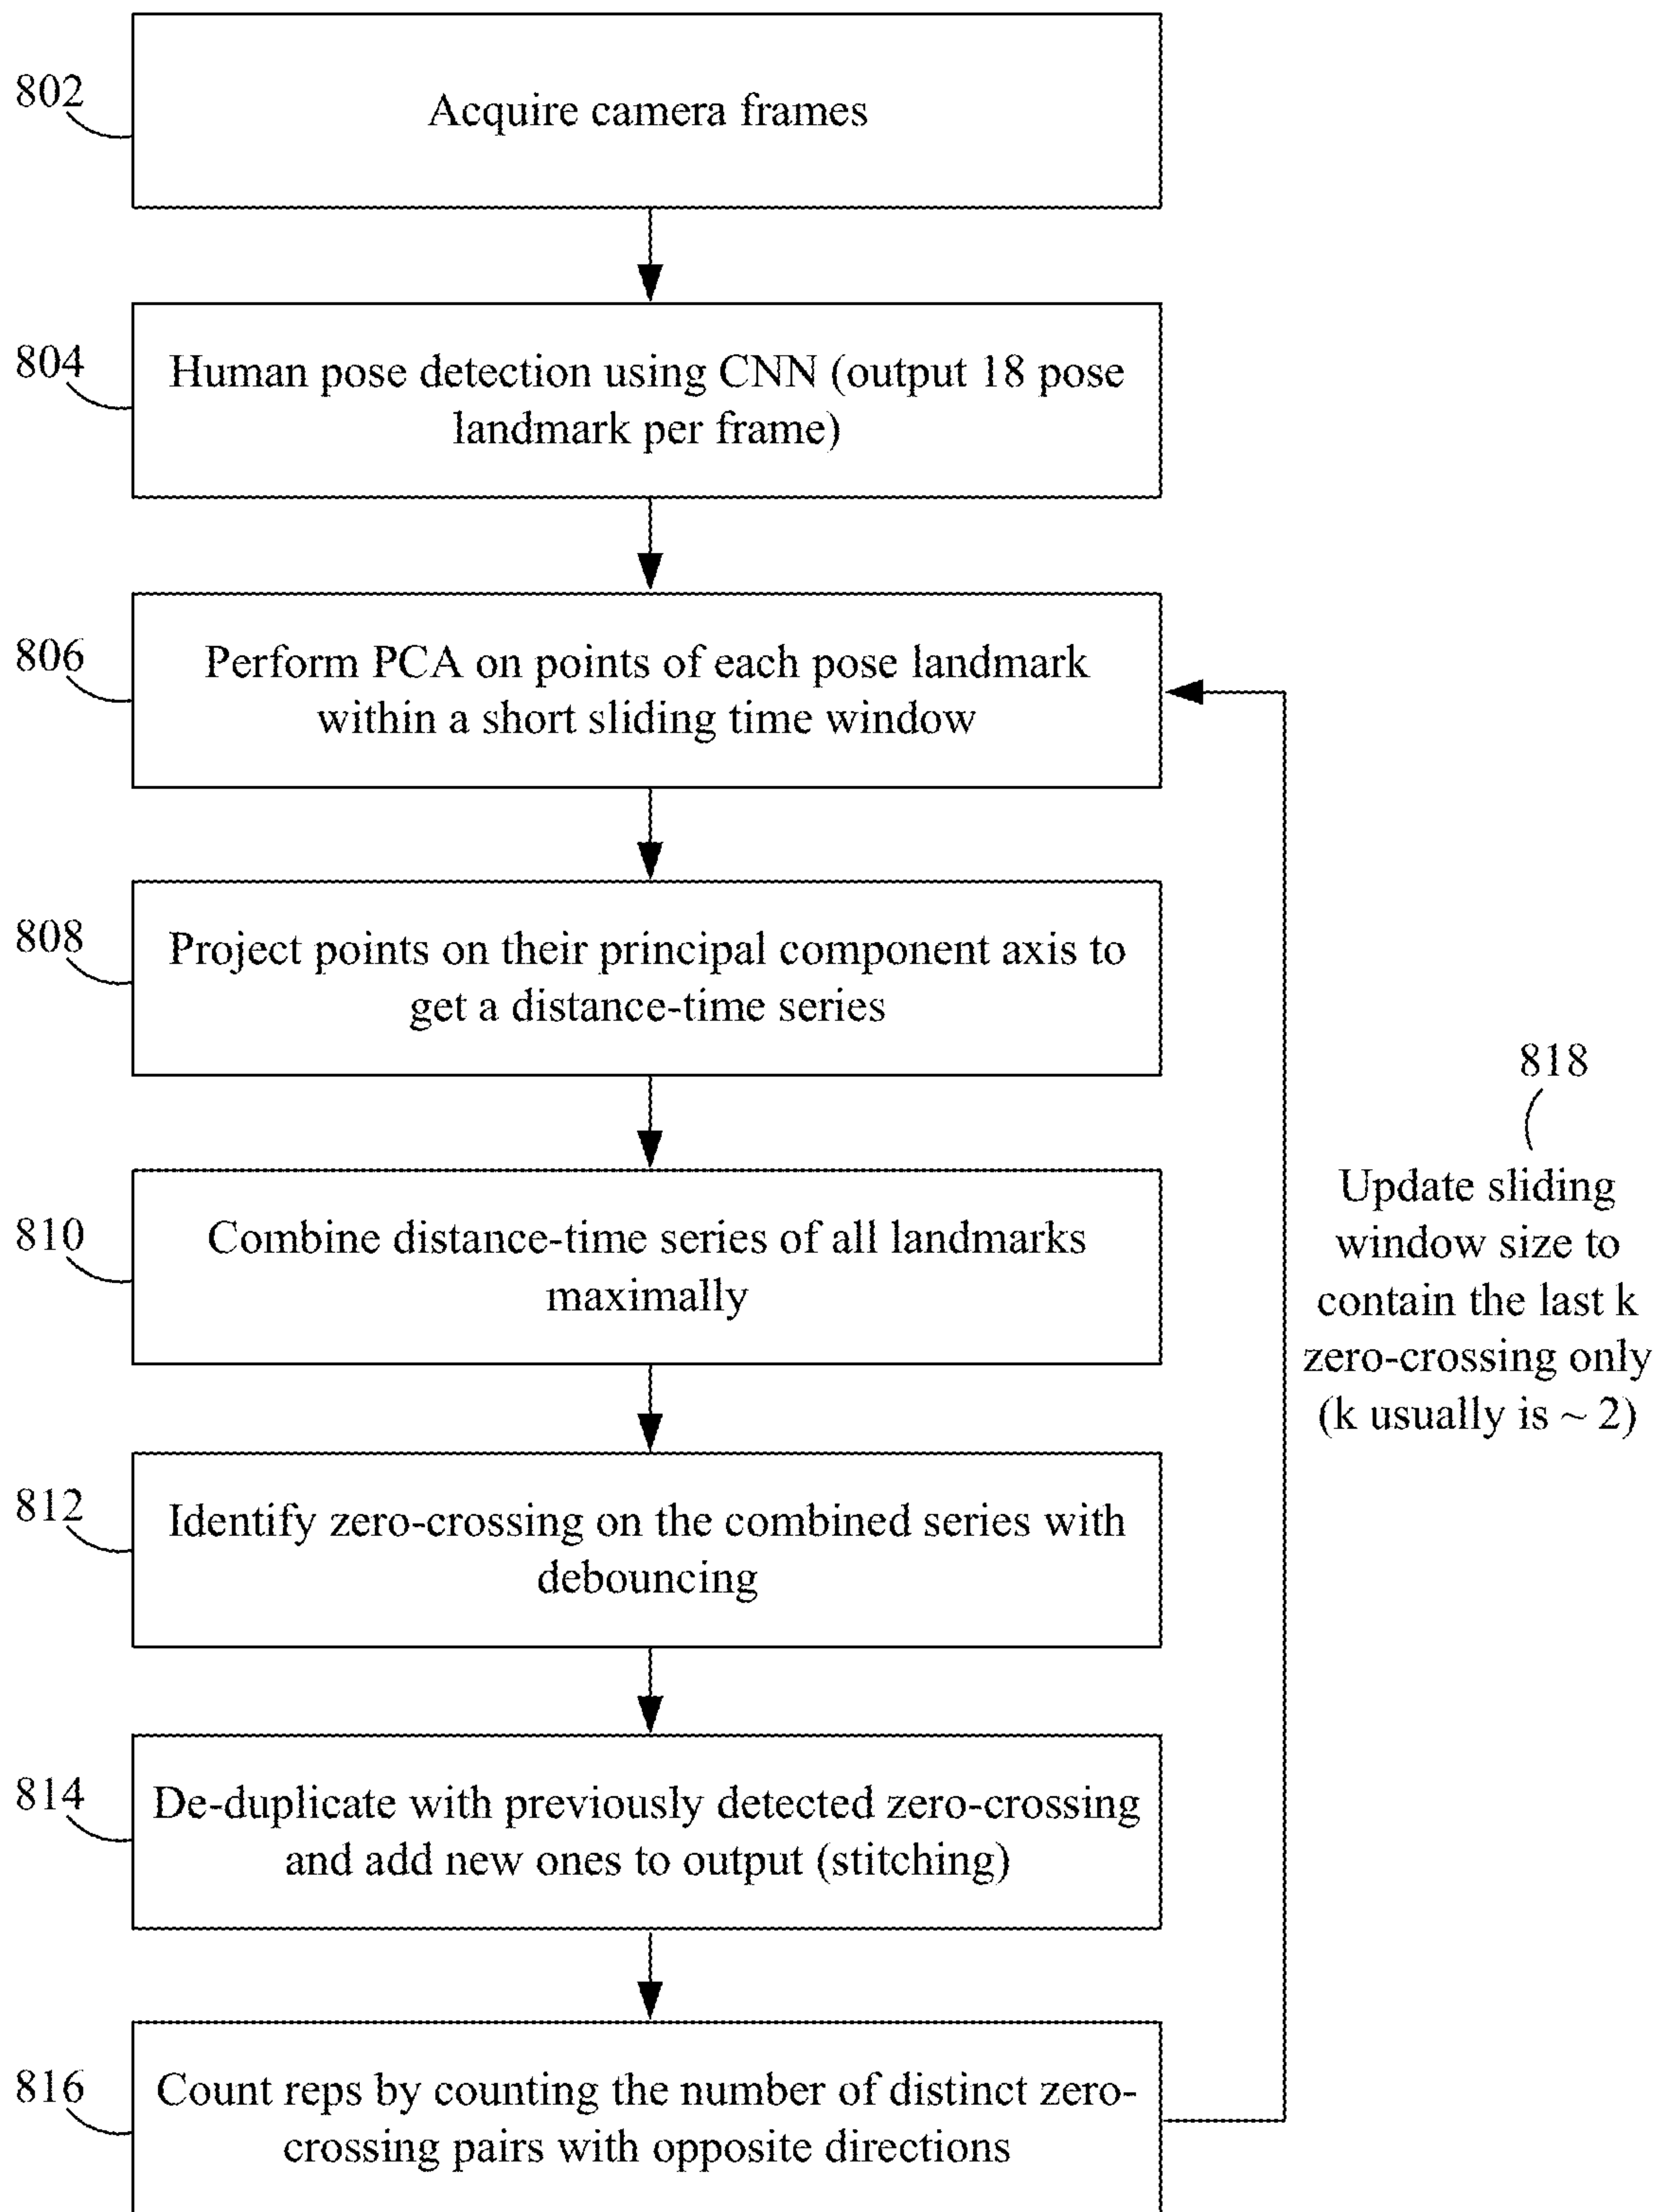 802
Acquire camera frames
804
Human pose detection using CNN (output 18 pose
landmark per frame)
806
Perform PCA on points of each pose landmark
within a short sliding time window
808
Project points on their principal component axis to
get a distance-time series
818
Update sliding
window size to
contain the last k
zero-crossing only
(k usually is ~ 2)
810
Combine distance-time series of all landmarks
maximally
812
Identify zero-crossing on the combined series with
debouncing
814
De-duplicate with previously detected zero-crossing
and add new ones to output (stitching)
816
Count reps by counting the number of distinct zero-
crossing pairs with opposite directions